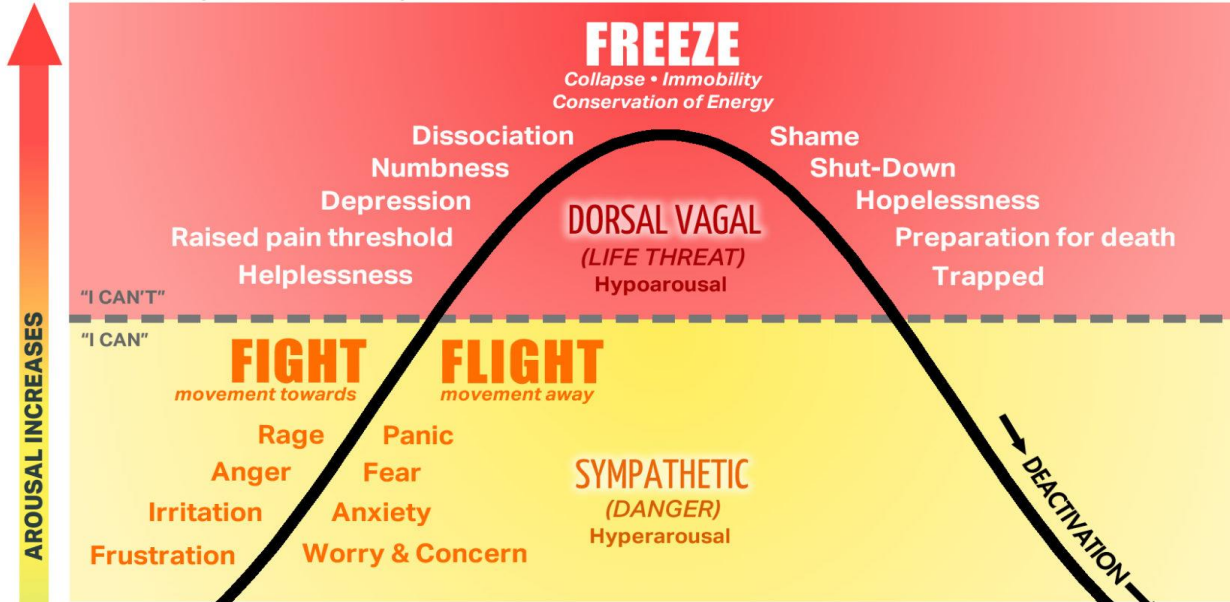 FREEZE
Collapse • Immobility
Conservation of Energy
Dissociation
Shame
Numbness
Shut-Down
Depression
Hopelessness
DORSAL VAGAL
Raised pain threshold
Preparation for death
(LIFE THREAT)
Helplessness
Hypoarousal
Trapped
"I CAN'T"
"I CAN"
FIGHT
movement towards
FLIGHT
movement away
Rage
Panic
Anger
Fear
SYMPATHETIC
(DANGER)
Hyperarousal
Irritation
Anxiety
Frustration
Worry & Concern
DEACTIVATION
AROUSAL INCREASES